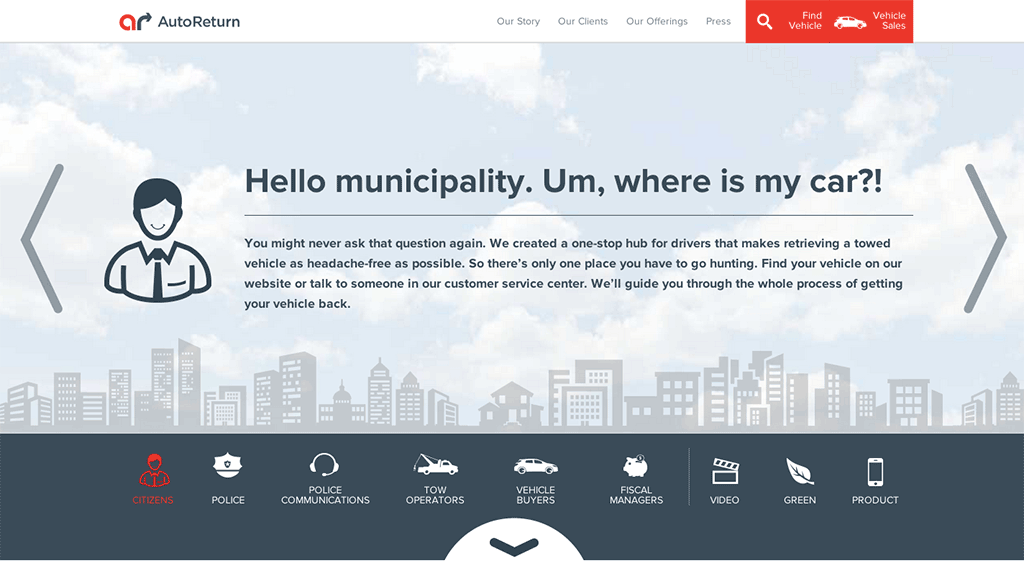 ar AutoReturn
Our Story Our Clients Our Offerings Press
Find
Vehicle
Vehicle
Sales
Hello municipality. Um, where is my car?!
You might never ask that question again. We created a one-stop hub for drivers that makes retrieving a towed
vehicle as headache-free as possible. So there's only one place you have to go hunting. Find your vehicle on our
website or talk to someone in our customer service center. We'll guide you through the whole process of getting
your vehicle back.
CITIZENS
POLICE
POLICE
COMMUNICATIONS
TOW
OPERATORS
VEHICLE
BUYERS
FISCAL
MANAGERS
VIDEO
GREEN
PRODUCT